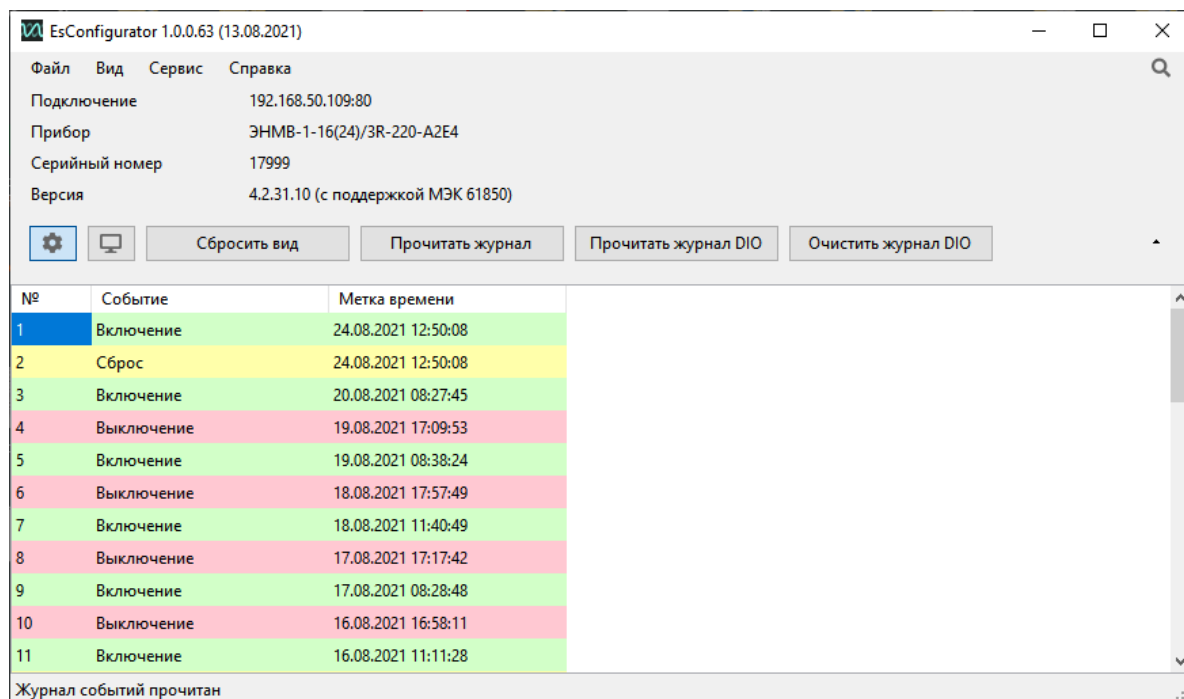 EsConfigurator 1.0.0.63 (13.08.2021)
Файл Вид Сервис Справка
Подключение 192.168.50.109:80
Прибор ЭНМВ-1-16(24)/3R-220-A2E4
Серийный номер 17999
Версия 4.2.31.10 (с поддержкой МЭК 61850)
Сбросить вид Прочитать журнал Прочитать журнал DIO Очистить журнал DIO
№ Событие Метка времени
1 Включение 24.08.2021 12:50:08
2 Сброс 24.08.2021 12:50:08
3 Включение 20.08.2021 08:27:45
4 Выключение 19.08.2021 17:09:53
5 Включение 19.08.2021 08:38:24
6 Выключение 18.08.2021 17:57:49
7 Включение 18.08.2021 11:40:49
8 Выключение 17.08.2021 17:17:42
9 Включение 17.08.2021 08:28:48
10 Выключение 16.08.2021 16:58:11
11 Включение 16.08.2021 11:11:28
Журнал событий прочитан